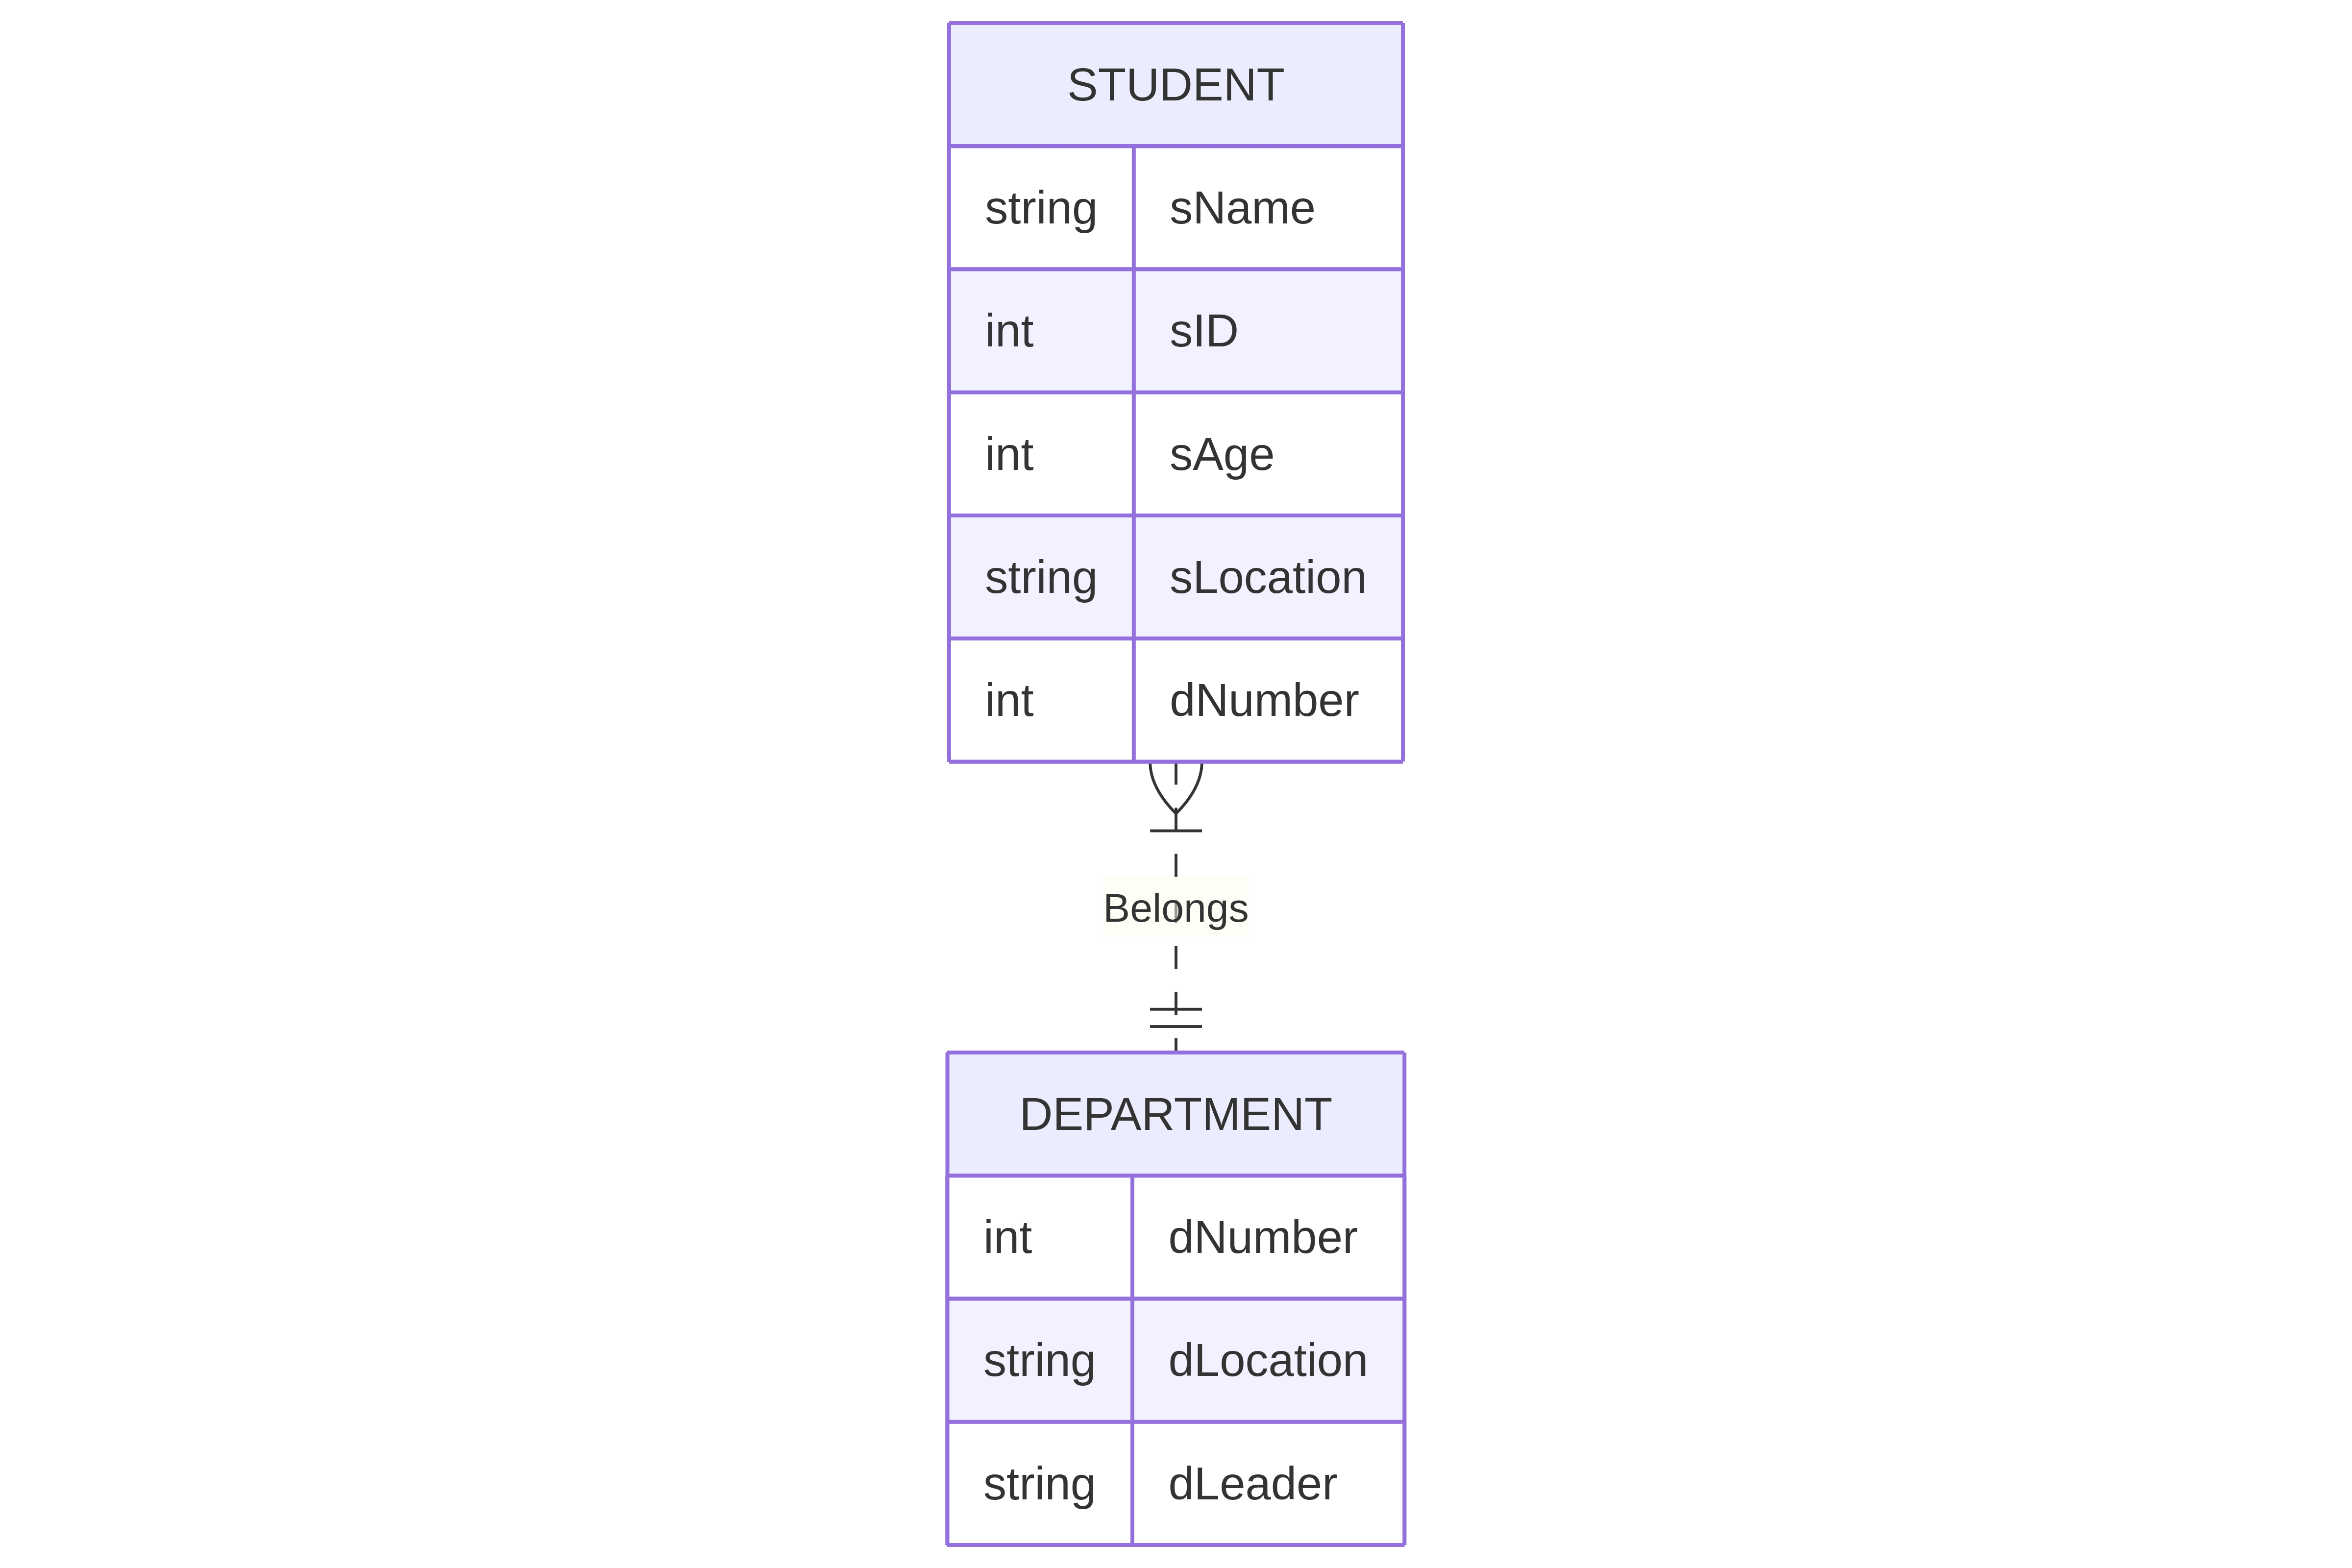 STUDENT
string sName
int sID
int sAge
string sLocation
int dNumber
Belongs
DEPARTMENT
int dNumber
string dLocation
string dLeader